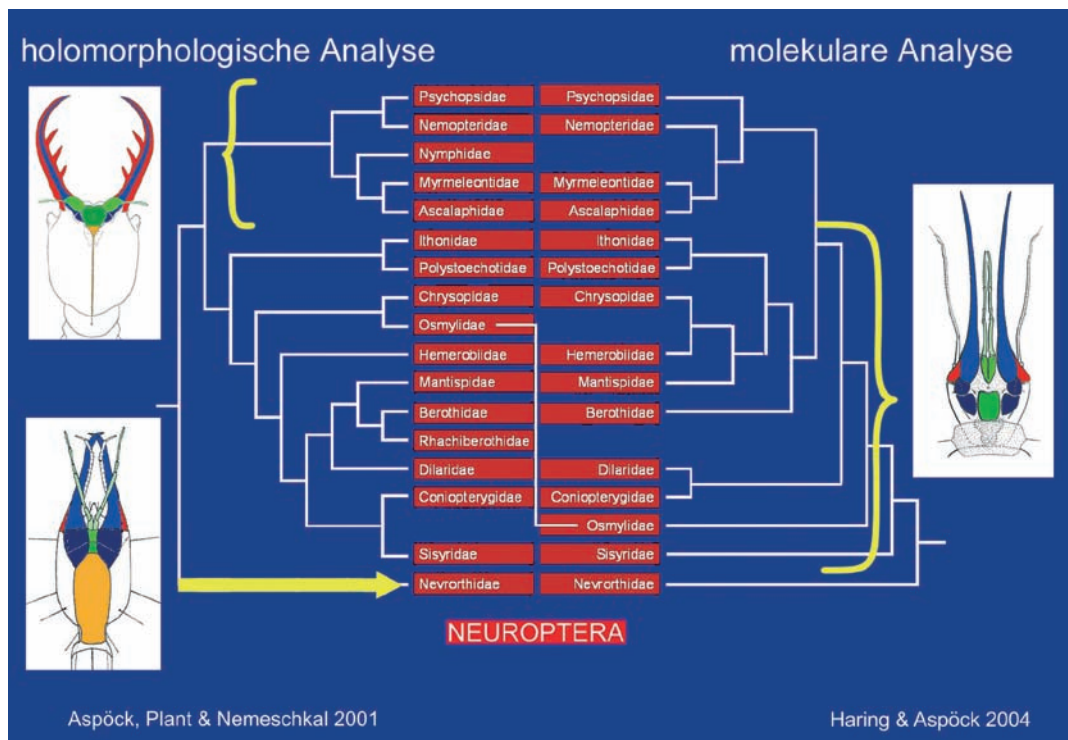 holomorphologische Analyse
molekulare Analyse
Psychopsidae Psychopsidae
Nemopteridae Nemopteridae
Nymphidae
Myrmeleontidae Myrmeleontidae
Ascalaphidae Ascalaphidae
Ithonidae Ithonidae
Polystoechotidae Polystoechotidae
Chrysopidae Chrysopidae
Osmylidae
Hemerobiidae Hemerobiidae
Mantispidae Mantispidae
Berothidae Berothidae
Rhachiberothidae
Dilaridae Dilaridae
Coniopterygidae Coniopterygidae
Osmylidae
Sisyridae Sisyridae
Nevrorthidae Nevrorthidae
NEUROPTERA
Aspöck, Plant & Nemeschkal 2001
Haring & Aspöck 2004